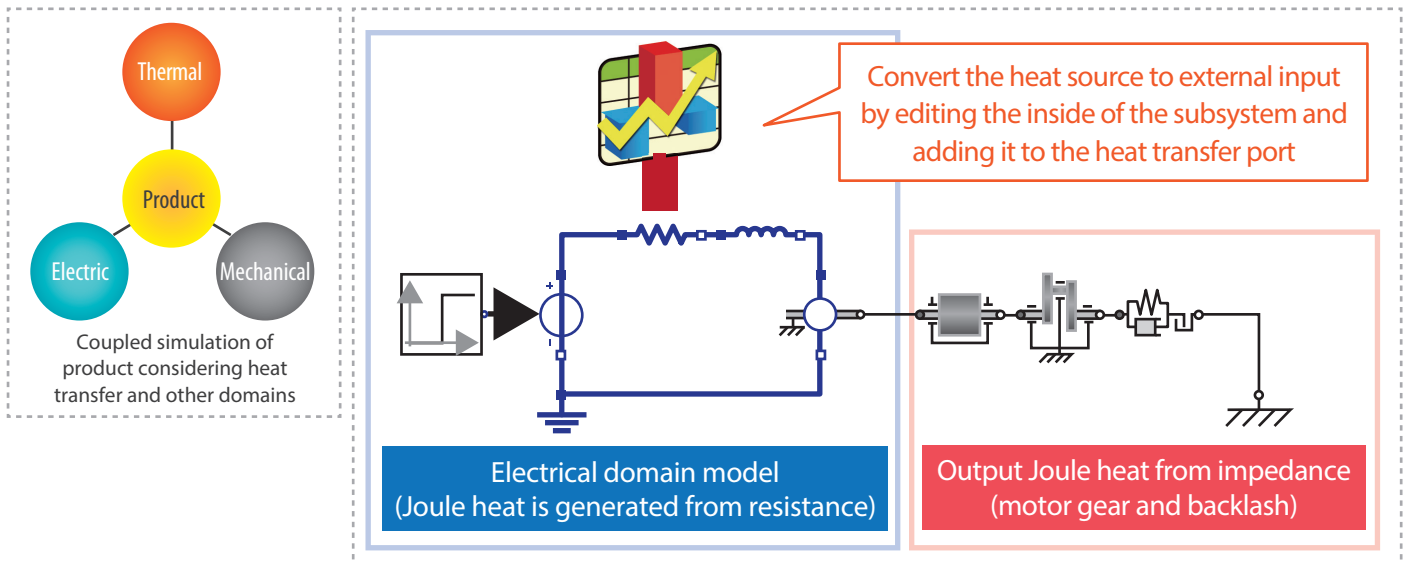 Thermal
Product
Electric
Mechanical
Coupled simulation of
product considering heat
transfer and other domains
Convert the heat source to external input
by editing the inside of the subsystem and
adding it to the heat transfer port
+
-
Electrical domain model
(Joule heat is generated from resistance)
Output Joule heat from impedance
(motor gear and backlash)